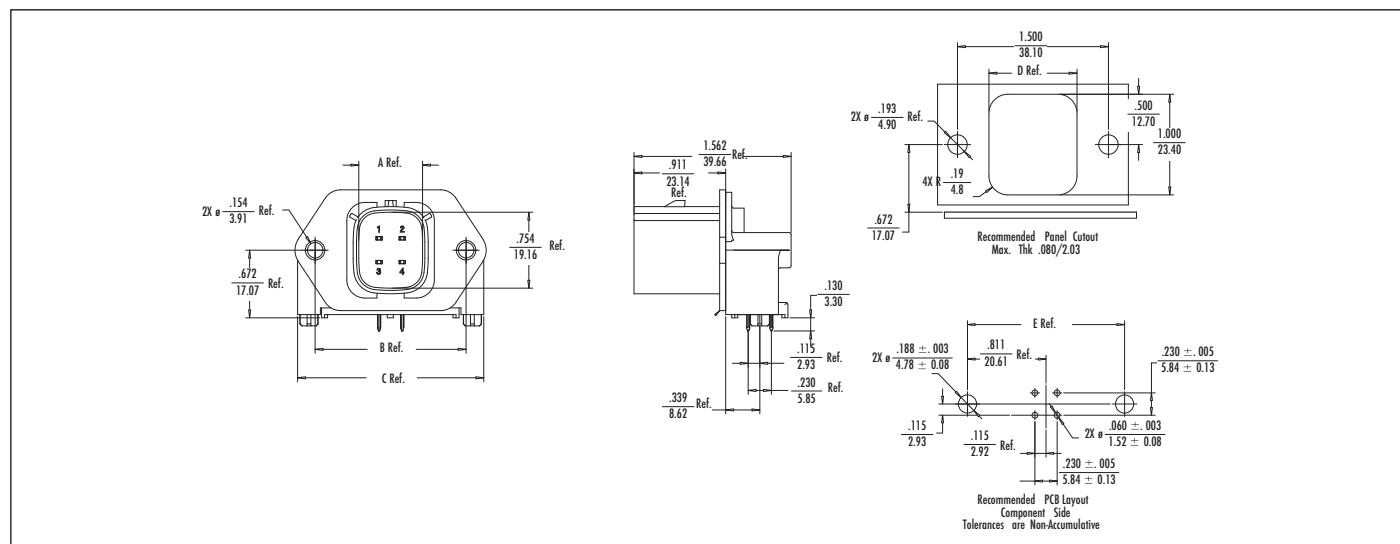 A Ref.
2X ø .154 Ref.
3.91
1 2
3 4
.754 Ref.
19.16
.672 Ref.
17.07
B Ref.
C Ref.
1.562 Ref.
39.66
.911
23.14
Ref.
.130
3.30
.115 Ref.
2.93
.230 Ref.
5.85
.339 Ref.
8.62
1.500
38.10
D Ref.
2X ø .193 Ref.
4.90
.500
12.70
1.000
23.40
4X R .19
4.8
.672
17.07
Recommended Panel Cutout
Max. Thk .080/2.03
E Ref.
2X ø .188 ±.003
4.78 ± 0.08
.811 Ref.
20.61
.230 ±.005
5.84 ± 0.13
.115
2.93
.115 Ref.
2.92
2X ø .060 ±.003
1.52 ± 0.08
.230 ±.005
5.84 ± 0.13
Recommended PCB Layout
Component Side
Tolerances are Non-Accumulative